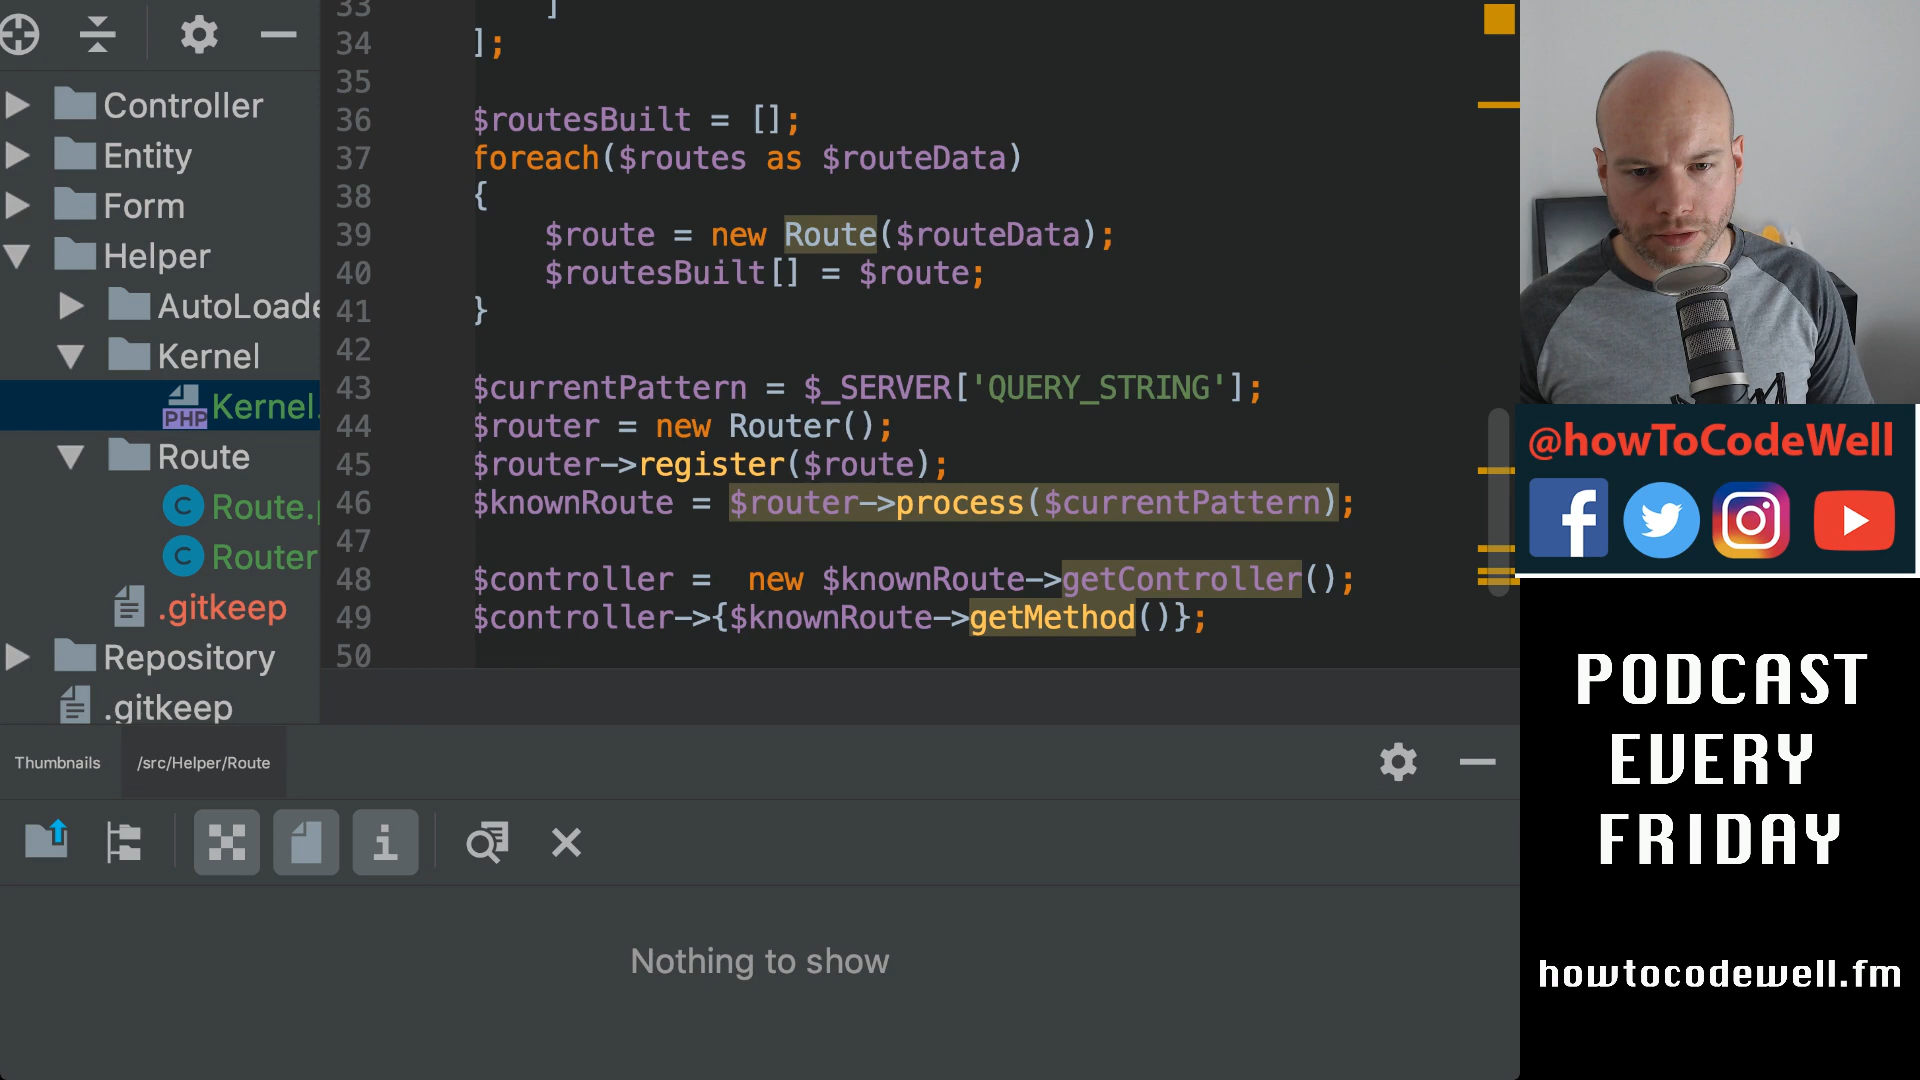 Controller
Entity
Form
Helper
AutoLoade
Kernel
PHP Kernel.
Route
C Route.p
C Router
.gitkeep
Repository
.gitkeep
33 ]
34 ];
35
36 $routesBuilt = [];
37 foreach($routes as $routeData)
38 {
39 $route = new Route($routeData);
40 $routesBuilt[] = $route;
41 }
42
43 $currentPattern = $_SERVER['QUERY_STRING'];
44 $router = new Router();
45 $router->register($route);
46 $knownRoute = $router->process($currentPattern);
47
48 $controller =  new $knownRoute->getController();
49 $controller->{$knownRoute->getMethod()};
50
Thumbnails
/src/Helper/Route
Nothing to show
@howToCodeWell
PODCAST
EVERY
FRIDAY
howtocodewell.fm